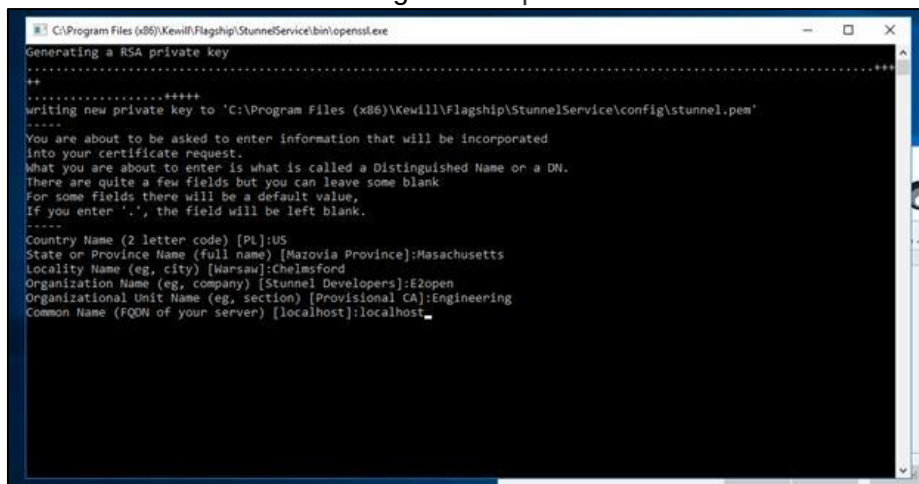 C:\Program Files (x86)\Kewill\Flagship\StunnelService\bin\openssl.exe
Generating a RSA private key
..........................................................................................................+++
++
...................+++++
writing new private key to 'C:\Program Files (x86)\Kewill\Flagship\StunnelService\config\stunnel.pem'
-----
You are about to be asked to enter information that will be incorporated
into your certificate request.
What you are about to enter is what is called a Distinguished Name or a DN.
There are quite a few fields but you can leave some blank
For some fields there will be a default value,
If you enter '.', the field will be left blank.
-----
Country Name (2 letter code) [PL]:US
State or Province Name (full name) [Mazovia Province]:Masachusetts
Locality Name (eg, city) [Warsaw]:Chelmsford
Organization Name (eg, company) [Stunnel Developers]:E2open
Organizational Unit Name (eg, section) [Provisional CA]:Engineering
Common Name (FQDN of your server) [localhost]:localhost_